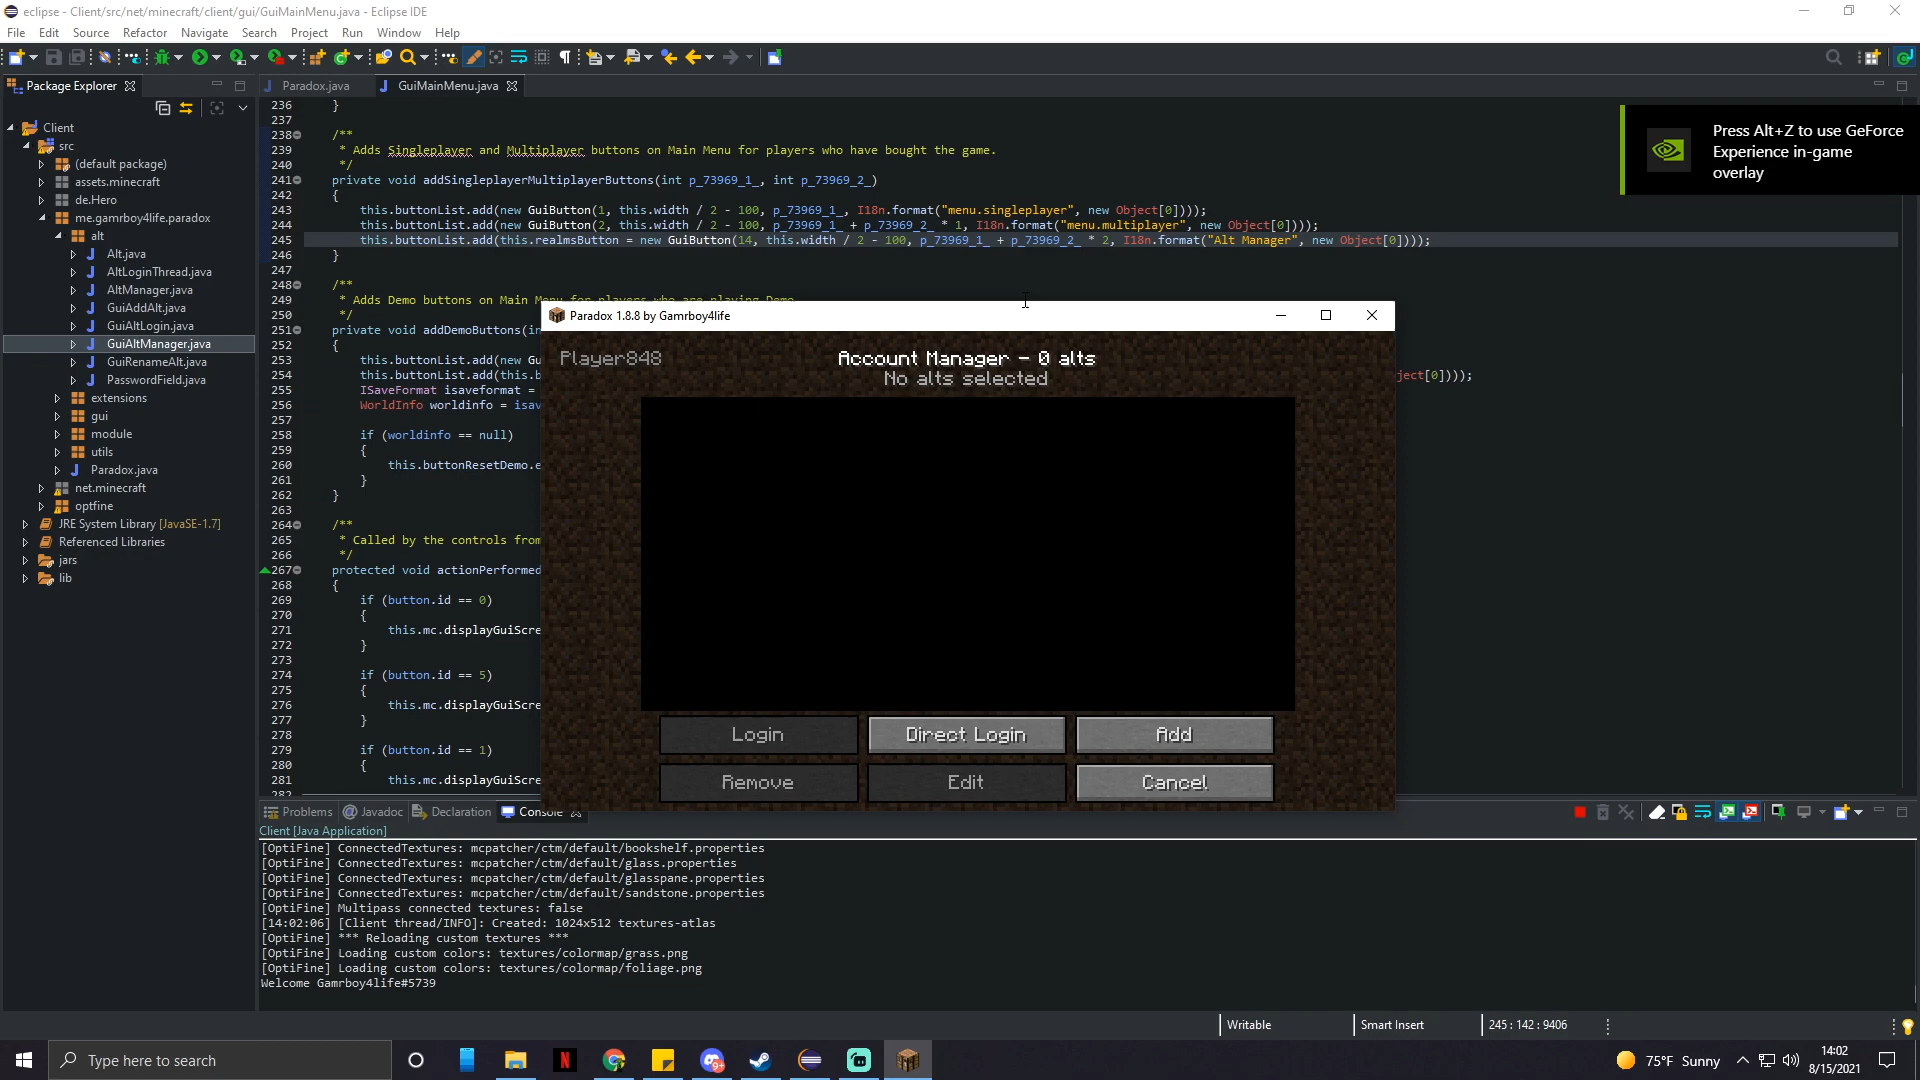 eclipse - Client/src/net/minecraft/client/gui/GuiMainMenu.java - Eclipse IDE
File Edit Source Refactor Navigate Search Project Run Window Help
Package Explorer
Paradox.java
GuiMainMenu.java
Client
src
(default package)
assets.minecraft
de.Hero
me.gamrboy4life.paradox
alt
Alt.java
AltLoginThread.java
AltManager.java
GuiAddAlt.java
GuiAltLogin.java
GuiAltManager.java
GuiRenameAlt.java
PasswordField.java
extensions
gui
module
utils
Paradox.java
net.minecraft
optfine
JRE System Library [JavaSE-1.7]
Referenced Libraries
jars
lib
236 }
237
238 /**
239 * Adds Singleplayer and Multiplayer buttons on Main Menu for players who have bought the game.
240 */
241 private void addSingleplayerMultiplayerButtons(int p_73969_1_, int p_73969_2_)
242 {
243 this.buttonList.add(new GuiButton(1, this.width / 2 - 100, p_73969_1_, I18n.format("menu.singleplayer", new Object[0])));
244 this.buttonList.add(new GuiButton(2, this.width / 2 - 100, p_73969_1_ + p_73969_2_ * 1, I18n.format("menu.multiplayer", new Object[0])));
245 this.buttonList.add(this.realmsButton = new GuiButton(14, this.width / 2 - 100, p_73969_1_ + p_73969_2_ * 2, I18n.format("Alt Manager", new Object[0])));
246 }
247
248 /**
249 * Adds Demo buttons on Main Menu for players who are playing Demo.
250 */
251 private void addDemoButtons(in
252 {
253 this.buttonList.add(new Gu
254 this.buttonList.add(this.b ject[0])));
255 ISaveFormat isaveformat =
256 WorldInfo worldinfo = isav
257
258 if (worldinfo == null)
259 {
260 this.buttonResetDemo.e
261 }
262 }
263
264 /**
265 * Called by the controls from
266 */
267 protected void actionPerformed
268 {
269 if (button.id == 0)
270 {
271 this.mc.displayGuiScre
272 }
273
274 if (button.id == 5)
275 {
276 this.mc.displayGuiScre
277 }
278
279 if (button.id == 1)
280 {
281 this.mc.displayGuiScre
282
Press Alt+Z to use GeForce
Experience in-game
overlay
Paradox 1.8.8 by Gamrboy4life
Player848
Account Manager - 0 alts
No alts selected
Login Direct Login Add
Remove Edit Cancel
Problems Javadoc Declaration Console
Client [Java Application]
[OptiFine] ConnectedTextures: mcpatcher/ctm/default/bookshelf.properties
[OptiFine] ConnectedTextures: mcpatcher/ctm/default/glass.properties
[OptiFine] ConnectedTextures: mcpatcher/ctm/default/glasspane.properties
[OptiFine] ConnectedTextures: mcpatcher/ctm/default/sandstone.properties
[OptiFine] Multipass connected textures: false
[14:02:06] [Client thread/INFO]: Created: 1024x512 textures-atlas
[OptiFine] *** Reloading custom textures ***
[OptiFine] Loading custom colors: textures/colormap/grass.png
[OptiFine] Loading custom colors: textures/colormap/foliage.png
Welcome Gamrboy4life#5739
Writable Smart Insert 245 : 142 : 9406
Type here to search
75°F Sunny
14:02
8/15/2021